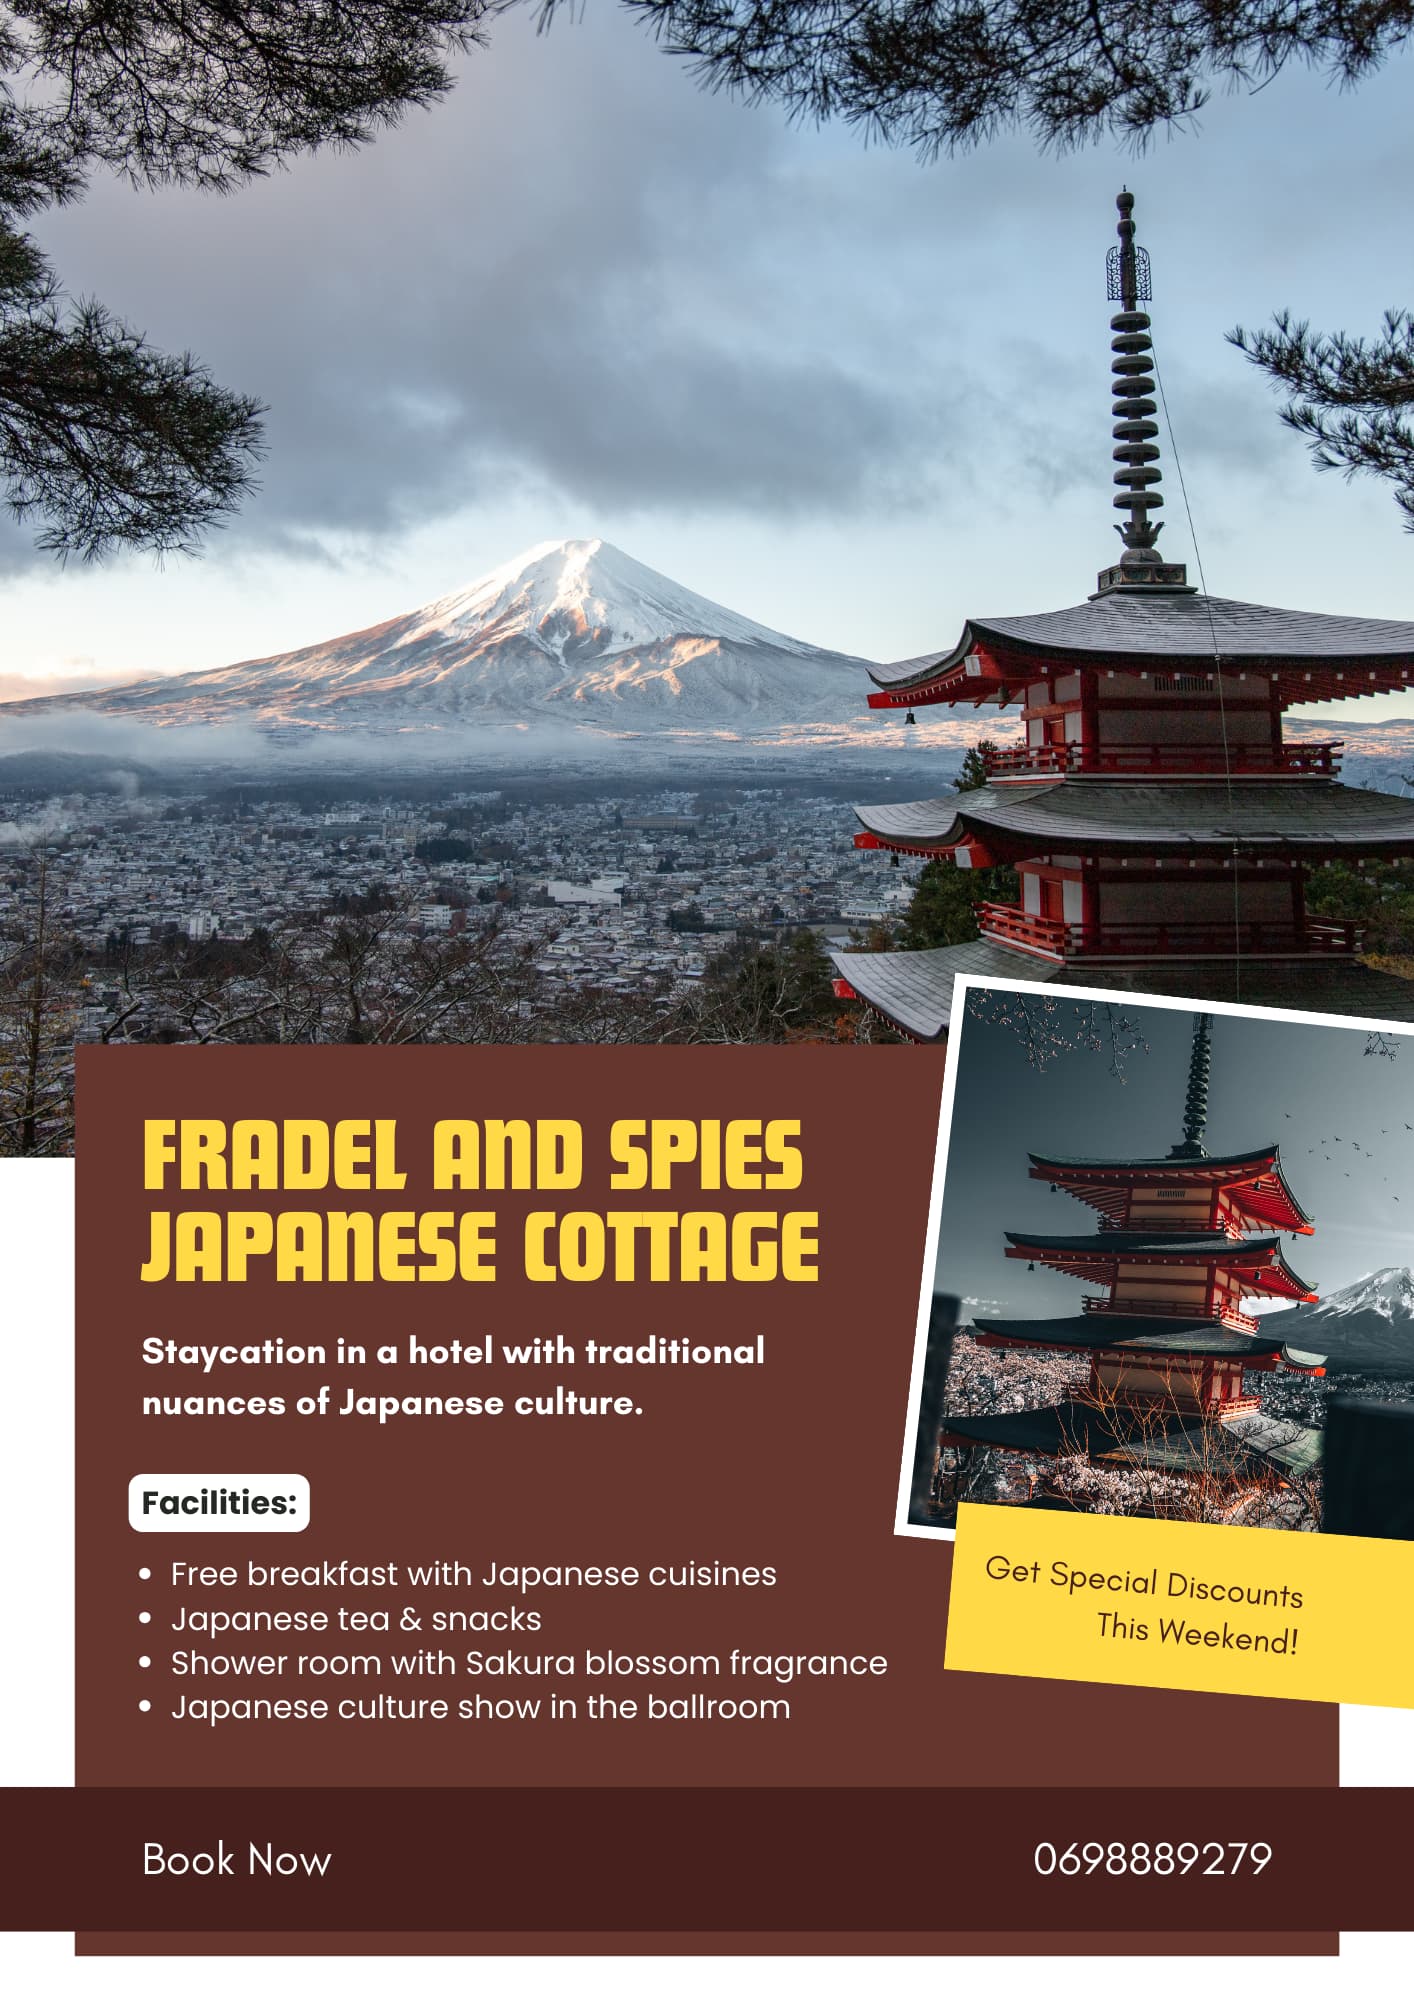 FRADEL AND SPIES
JAPANESE COTTAGE
Staycation in a hotel with traditional
nuances of Japanese culture.
Facilities:
• Free breakfast with Japanese cuisines
• Japanese tea & snacks
• Shower room with Sakura blossom fragrance
• Japanese culture show in the ballroom
Get Special Discounts
This Weekend!
Book Now
0698889279